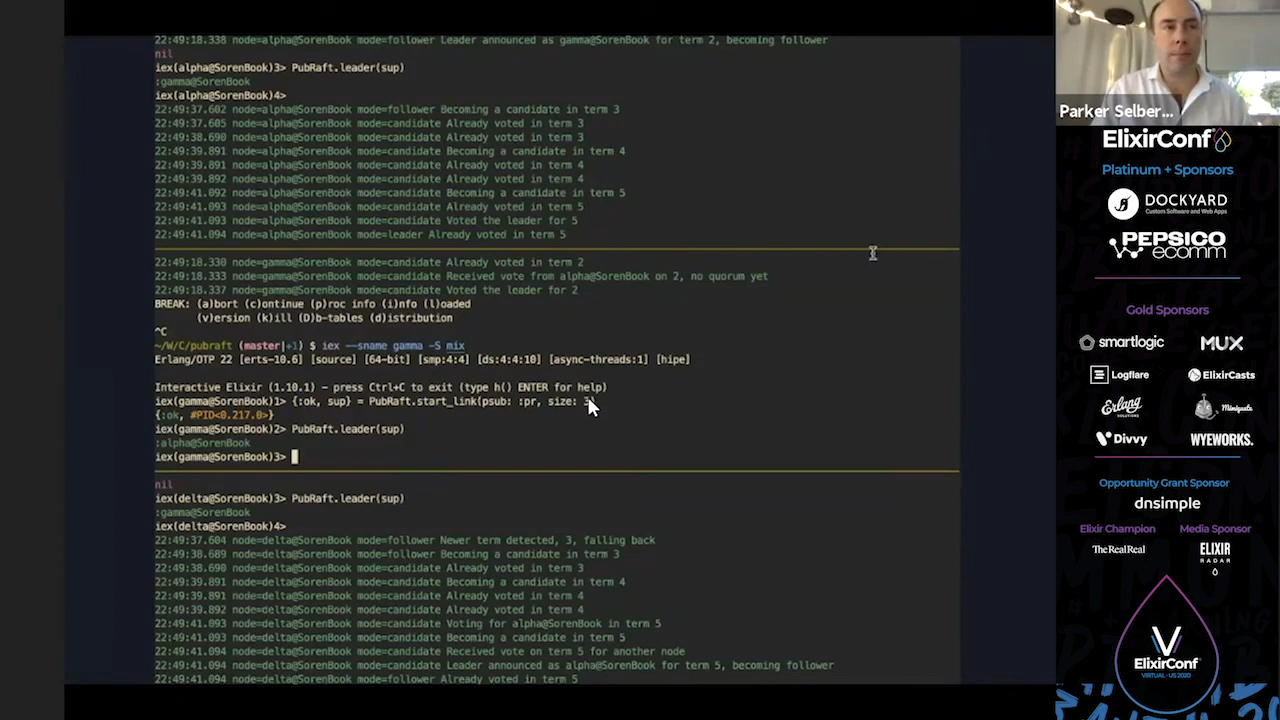 22:49:18.338 node=alpha@SorenBook mode=follower Leader announced as gamma@SorenBook for term 2, becoming follower
nil
iex(alpha@SorenBook)3> PubRaft.leader(sup)
:gamma@SorenBook
iex(alpha@SorenBook)4>
22:49:37.602 node=alpha@SorenBook mode=follower Becoming a candidate in term 3
22:49:37.605 node=alpha@SorenBook mode=candidate Already voted in term 3
22:49:38.690 node=alpha@SorenBook mode=candidate Already voted in term 3
22:49:39.891 node=alpha@SorenBook mode=candidate Becoming a candidate in term 4
22:49:39.891 node=alpha@SorenBook mode=candidate Already voted in term 4
22:49:39.892 node=alpha@SorenBook mode=candidate Already voted in term 4
22:49:41.092 node=alpha@SorenBook mode=candidate Becoming a candidate in term 5
22:49:41.093 node=alpha@SorenBook mode=candidate Already voted in term 5
22:49:41.093 node=alpha@SorenBook mode=candidate Voted the leader for 5
22:49:41.094 node=alpha@SorenBook mode=leader Already voted in term 5
22:49:18.330 node=gamma@SorenBook mode=candidate Already voted in term 2
22:49:18.333 node=gamma@SorenBook mode=candidate Received vote from alpha@SorenBook on 2, no quorum yet
22:49:18.337 node=gamma@SorenBook mode=candidate Voted the leader for 2
BREAK: (a)bort (c)ontinue (p)roc info (i)nfo (l)oaded
(v)ersion (k)ill (D)b-tables (d)istribution
^C
~/W/C/pubraft (master|+1) $ iex --sname gamma -S mix
Erlang/OTP 22 [erts-10.6] [source] [64-bit] [smp:4:4] [ds:4:4:10] [async-threads:1] [hipe]
Interactive Elixir (1.10.1) - press Ctrl+C to exit (type h() ENTER for help)
iex(gamma@SorenBook)1> {:ok, sup} = PubRaft.start_link(psub: :pr, size: 3)
{:ok, #PID<0.217.0>}
iex(gamma@SorenBook)2> PubRaft.leader(sup)
:alpha@SorenBook
iex(gamma@SorenBook)3>
nil
iex(delta@SorenBook)3> PubRaft.leader(sup)
:gamma@SorenBook
iex(delta@SorenBook)4>
22:49:37.604 node=delta@SorenBook mode=follower Newer term detected, 3, falling back
22:49:38.689 node=delta@SorenBook mode=follower Becoming a candidate in term 3
22:49:38.690 node=delta@SorenBook mode=candidate Already voted in term 3
22:49:39.891 node=delta@SorenBook mode=candidate Becoming a candidate in term 4
22:49:39.891 node=delta@SorenBook mode=candidate Already voted in term 4
22:49:39.892 node=delta@SorenBook mode=candidate Already voted in term 4
22:49:41.093 node=delta@SorenBook mode=candidate Voting for alpha@SorenBook in term 5
22:49:41.094 node=delta@SorenBook mode=candidate Becoming a candidate in term 5
22:49:41.094 node=delta@SorenBook mode=candidate Received vote on term 5 for another node
22:49:41.094 node=delta@SorenBook mode=candidate Leader announced as alpha@SorenBook for term 5, becoming follower
22:49:41.094 node=delta@SorenBook mode=follower Already voted in term 5
Parker Selber...
ElixirConf
Platinum + Sponsors
DOCKYARD
Custom Software and Web Apps
PEPSICO
ecomm
Gold Sponsors
smartlogic
MUX
Logflare
ElixirCasts
Erlang
SOLUTIONS
Miniquote
Divvy
WYEWORKS.
Opportunity Grant Sponsor
dnsimple
Elixir Champion
Media Sponsor
The RealReal
ELIXIR
RADAR
ElixirConf
VIRTUAL - US 2020